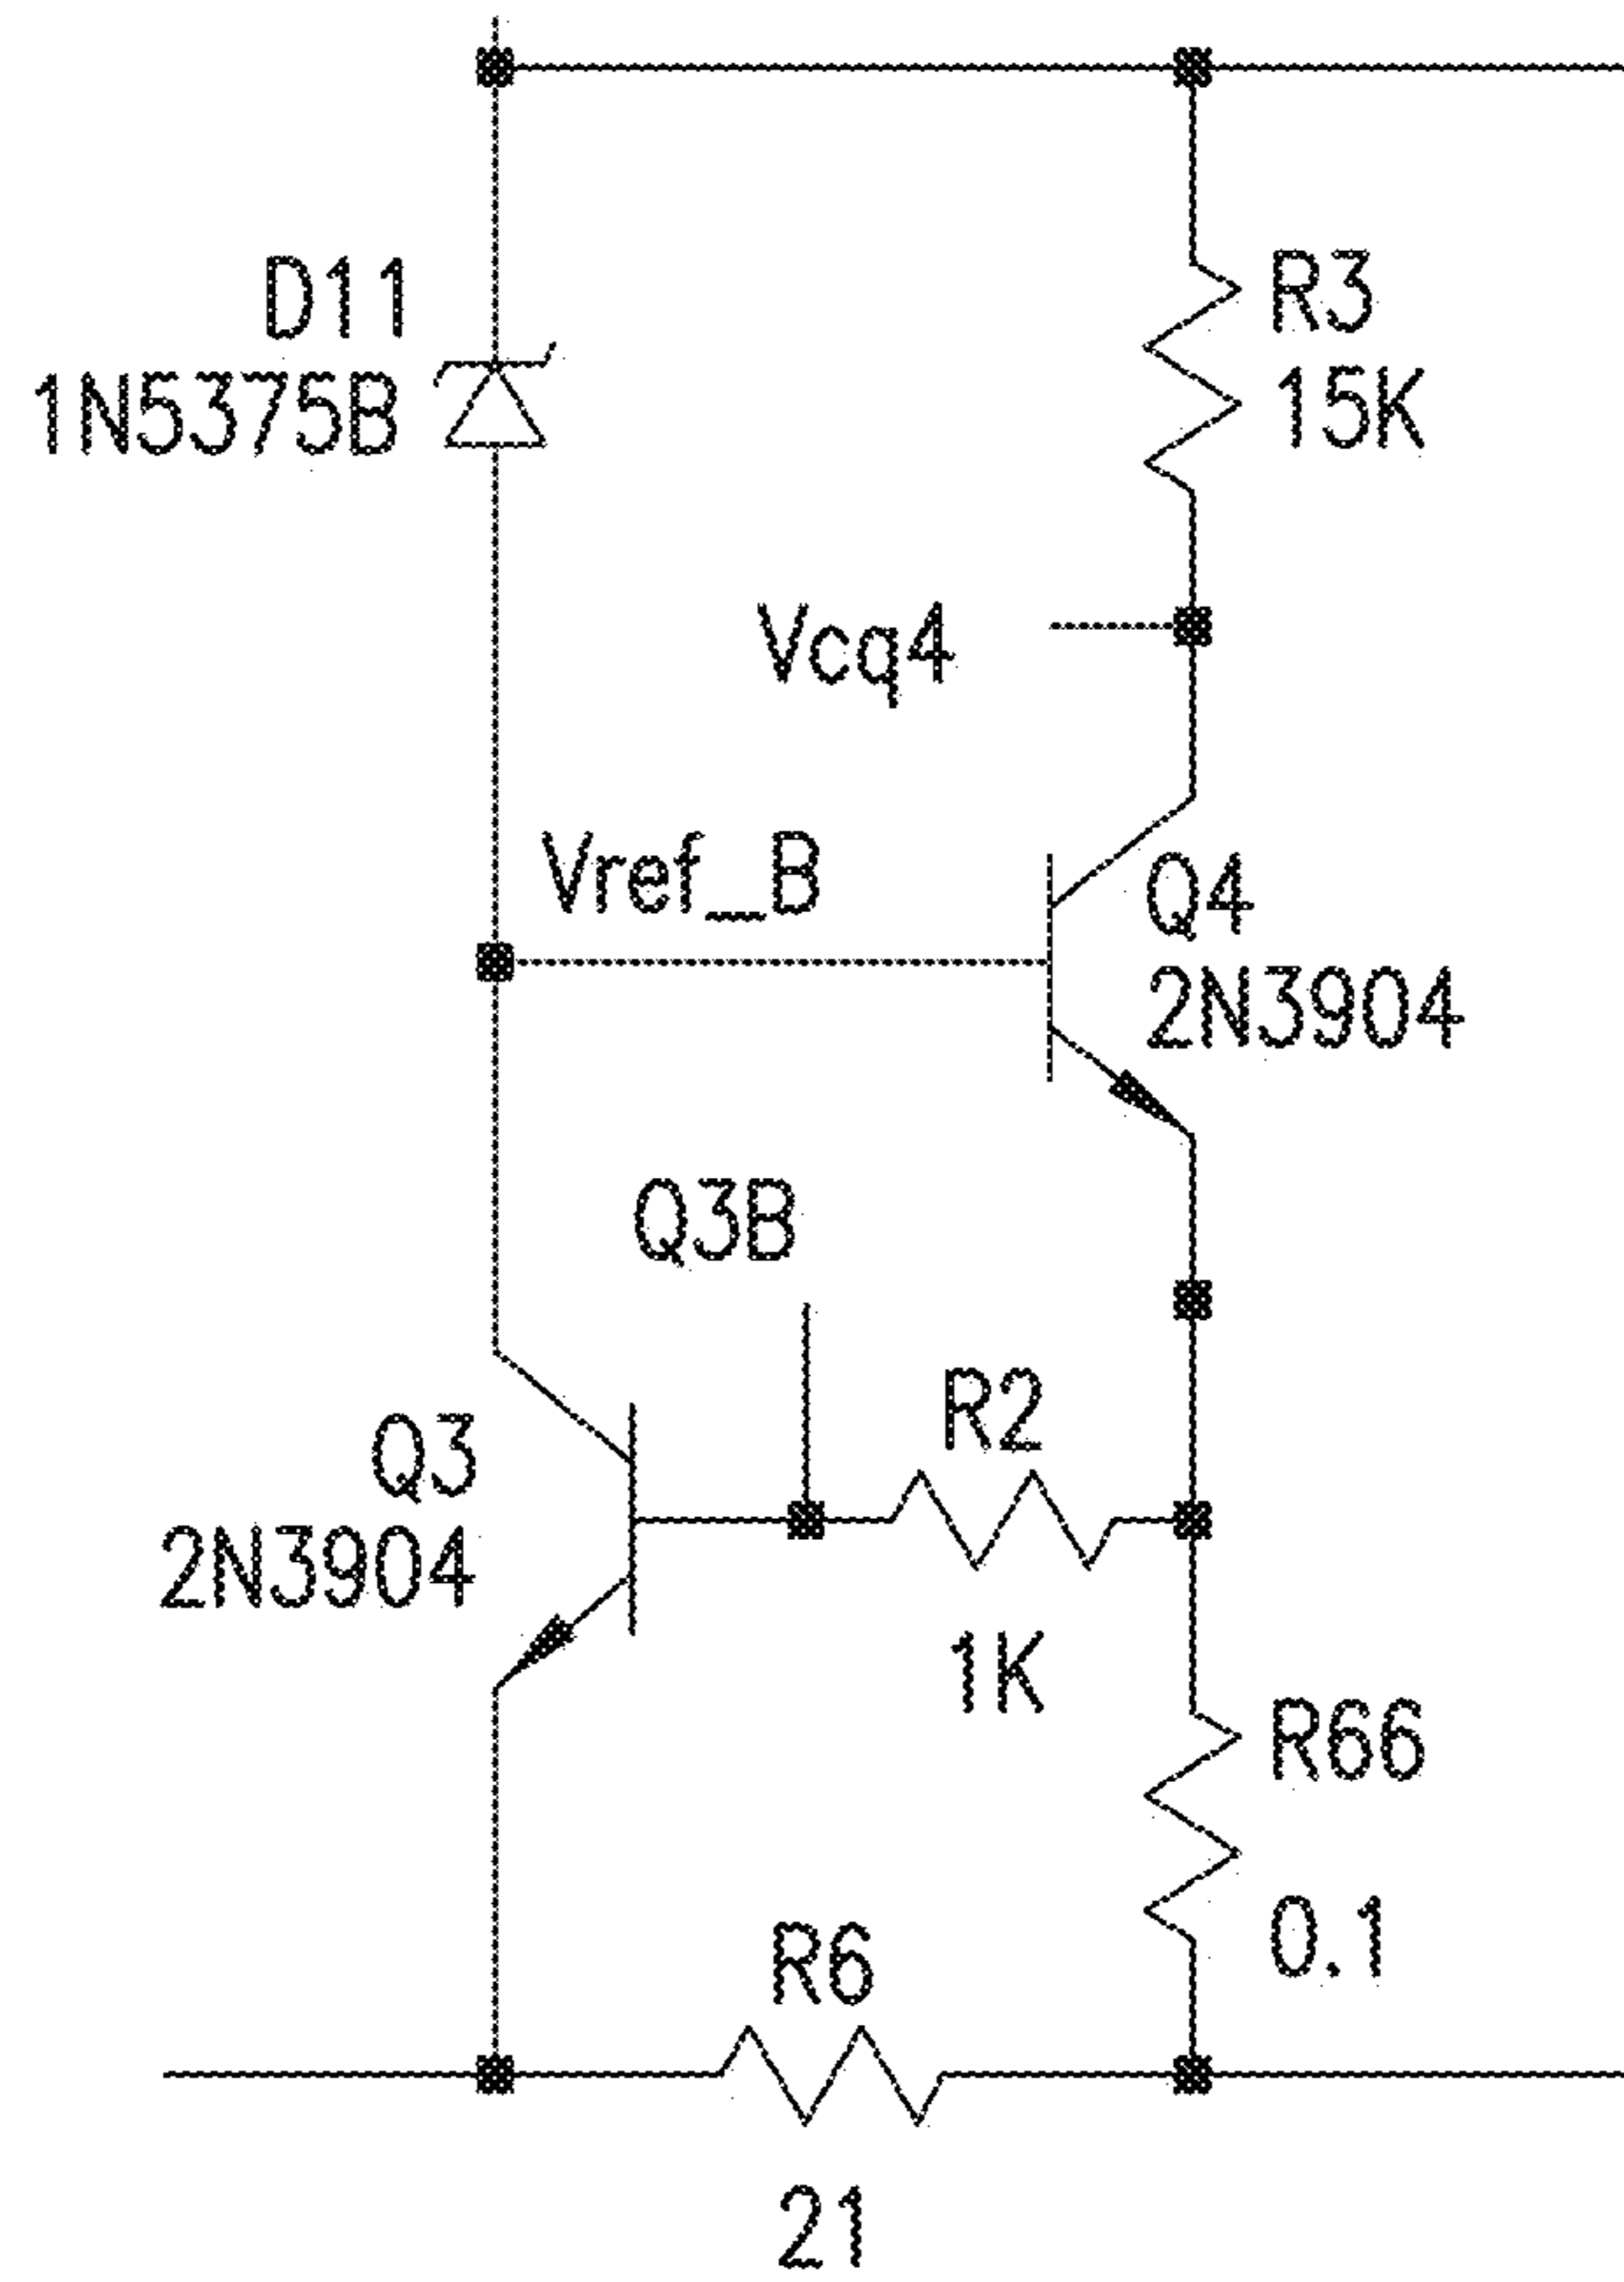 D11
1N5375B
R3
15K
Vcq4
Vref_B
Q4
2N3904
Q3B
R2
1K
Q3
2N3904
R66
0.1
R6
21